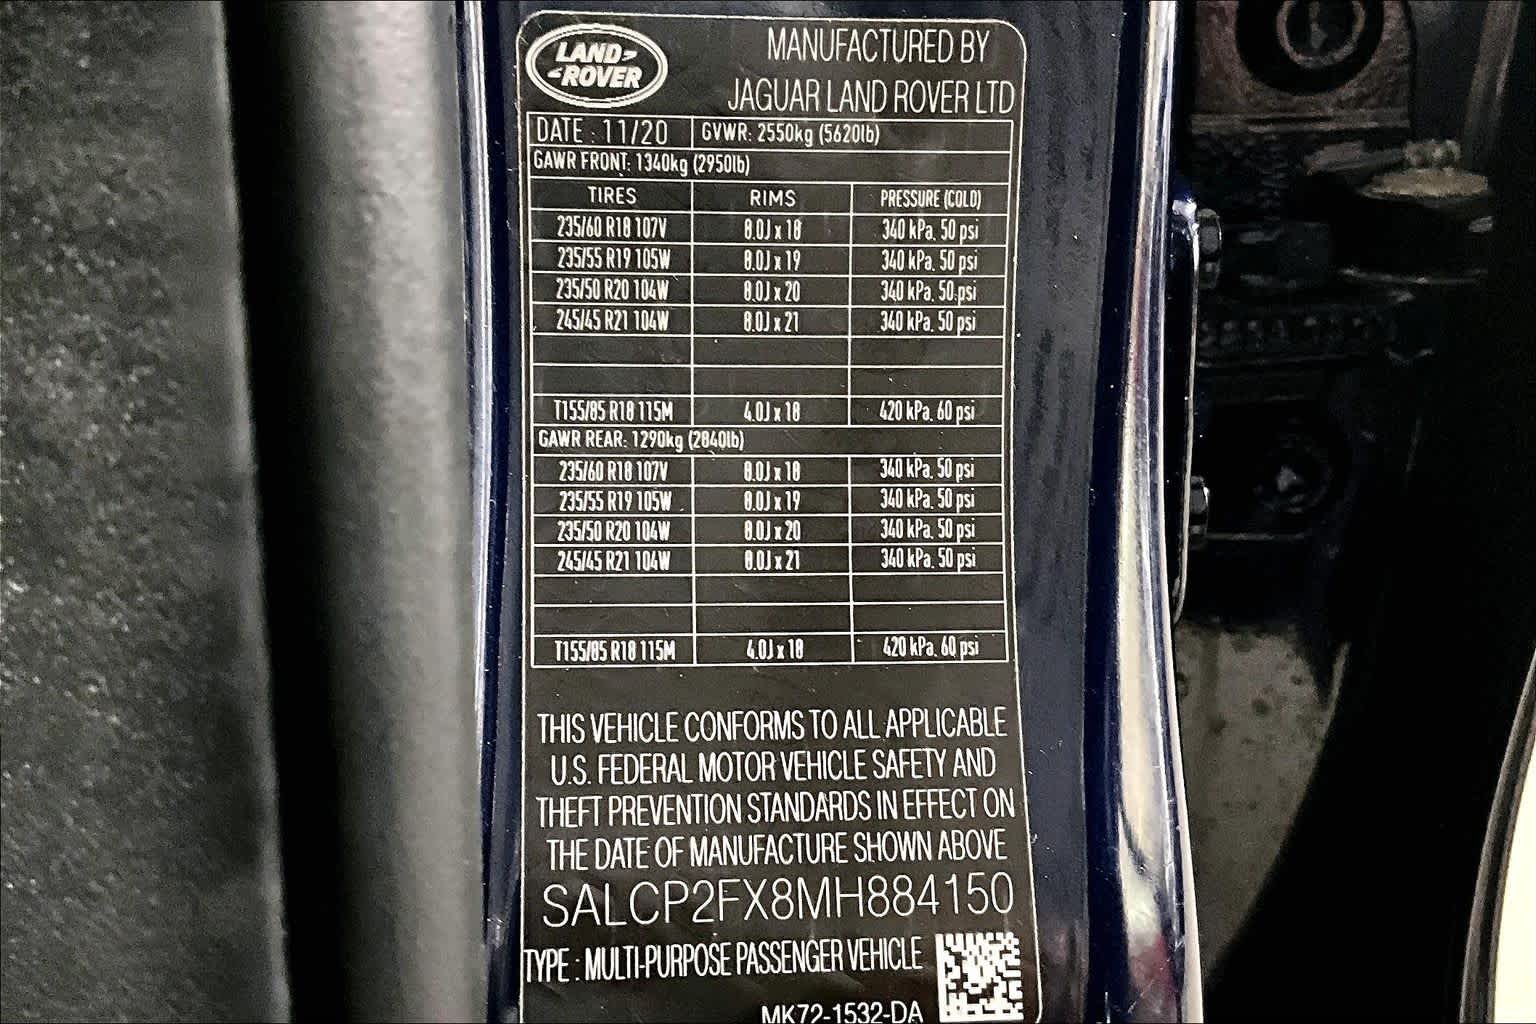 LAND ROVER
MANUFACTURED BY
JAGUAR LAND ROVER LTD
DATE : 11/20 GVWR: 2550kg (5620lb)
GAWR FRONT: 1340kg (2950lb)
TIRES RIMS PRESSURE (COLD)
235/60 R18 107V 8.0J x 18 340 kPa. 50 psi
235/55 R19 105W 8.0J x 19 340 kPa. 50 psi
235/50 R20 104W 8.0J x 20 340 kPa. 50 psi
245/45 R21 104W 8.0J x 21 340 kPa. 50 psi
T155/85 R18 115M 4.0J x 18 420 kPa. 60 psi
GAWR REAR: 1290kg (2840lb)
235/60 R18 107V 8.0J x 18 340 kPa. 50 psi
235/55 R19 105W 8.0J x 19 340 kPa. 50 psi
235/50 R20 104W 8.0J x 20 340 kPa. 50 psi
245/45 R21 104W 8.0J x 21 340 kPa. 50 psi
T155/85 R18 115M 4.0J x 18 420 kPa. 60 psi
THIS VEHICLE CONFORMS TO ALL APPLICABLE
U.S. FEDERAL MOTOR VEHICLE SAFETY AND
THEFT PREVENTION STANDARDS IN EFFECT ON
THE DATE OF MANUFACTURE SHOWN ABOVE
SALCP2FX8MH884150
TYPE : MULTI-PURPOSE PASSENGER VEHICLE
MK72-1532-DA